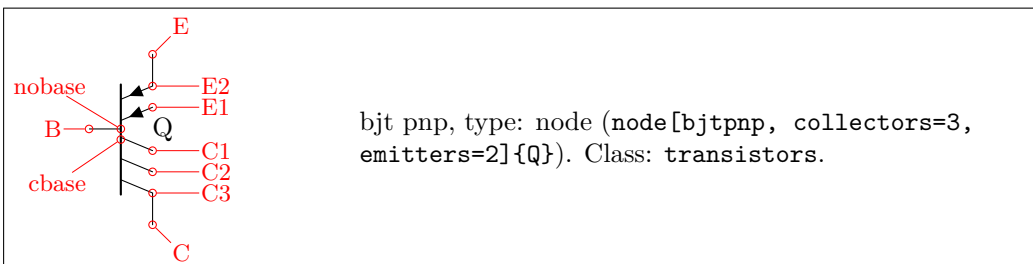 E
E2
nobase
E1
B
Q
C1
C2
cbase
C3
C
bjt pnp, type: node (node[bjtpnp, collectors=3,
emitters=2]{Q}). Class: transistors.